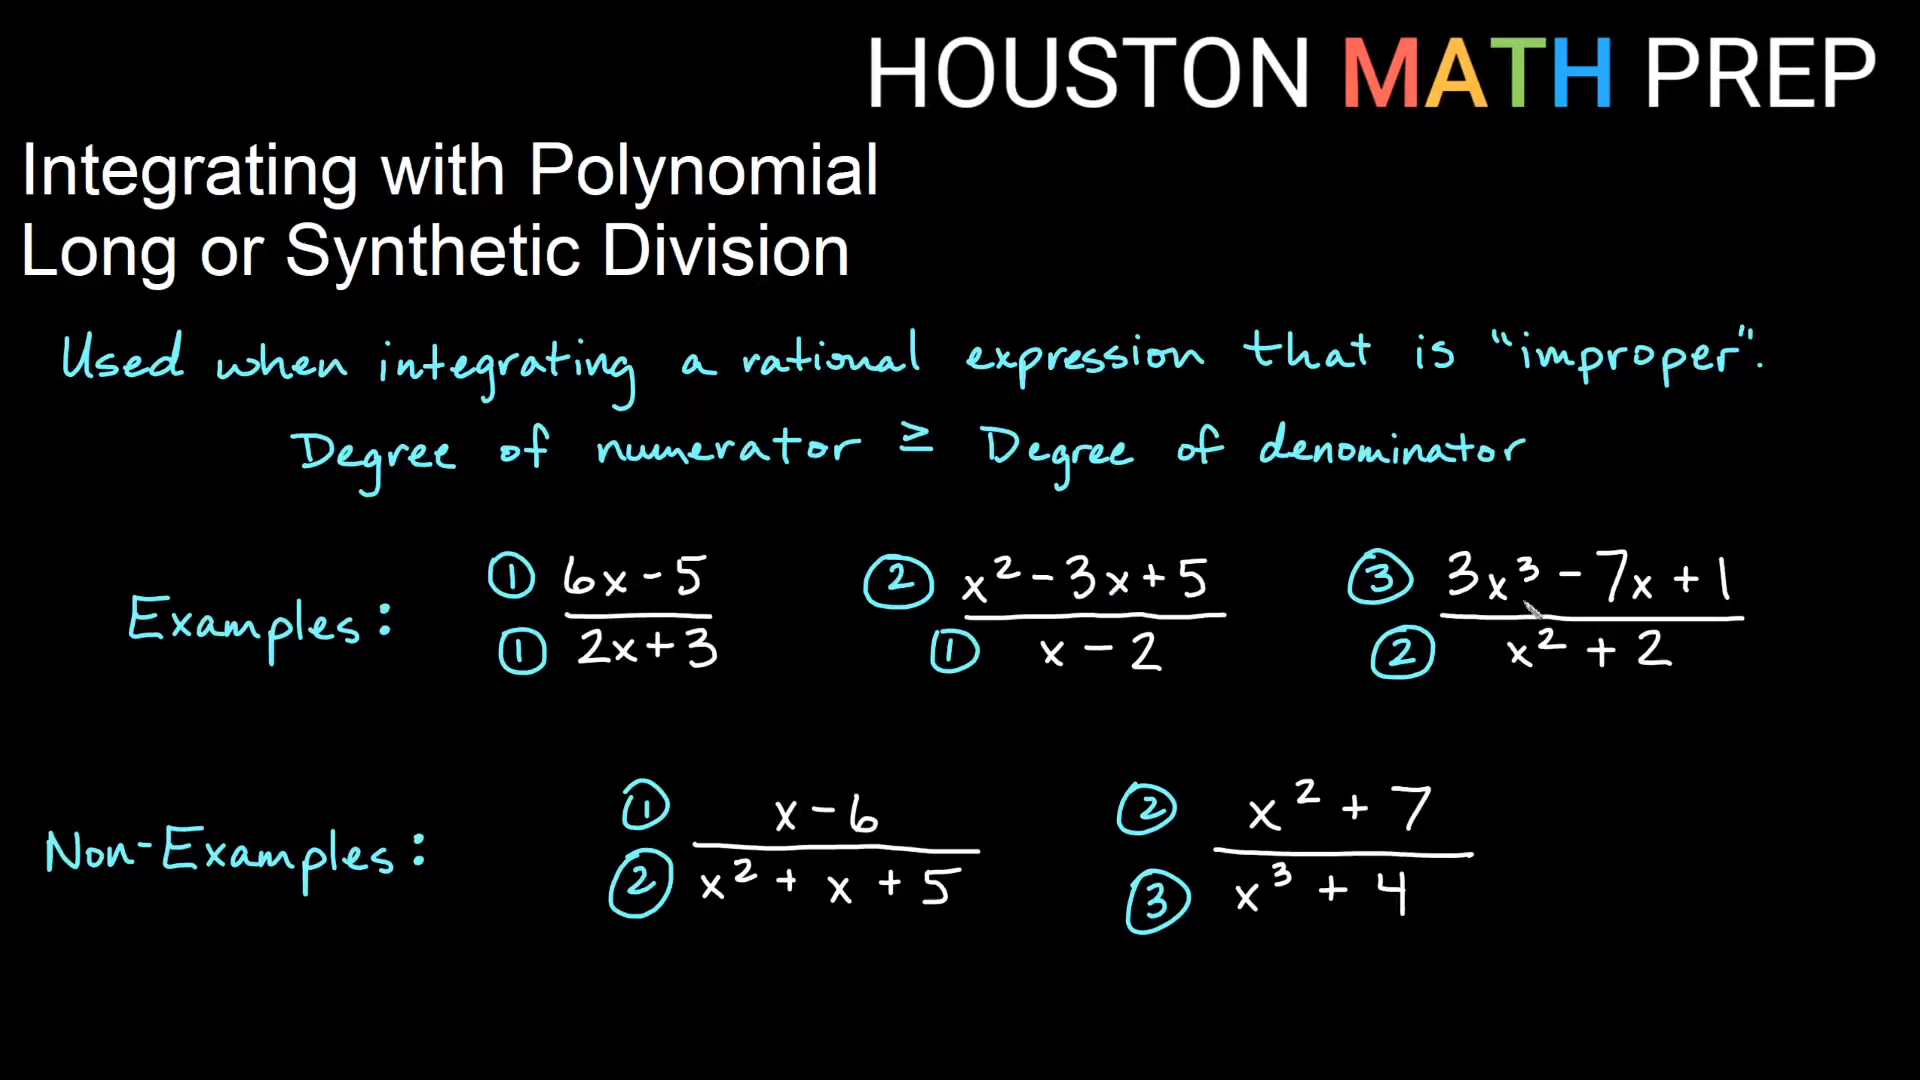 HOUSTON MATH PREP
Integrating with Polynomial
Long or Synthetic Division
Used when integrating a rational expression that is "improper".
Degree of numerator ≥ Degree of denominator
Examples:
① 6x - 5
① 2x + 3
② x² - 3x + 5
① x - 2
③ 3x³ - 7x + 1
② x² + 2
Non-Examples:
① x - 6
② x² + x + 5
② x² + 7
③ x³ + 4